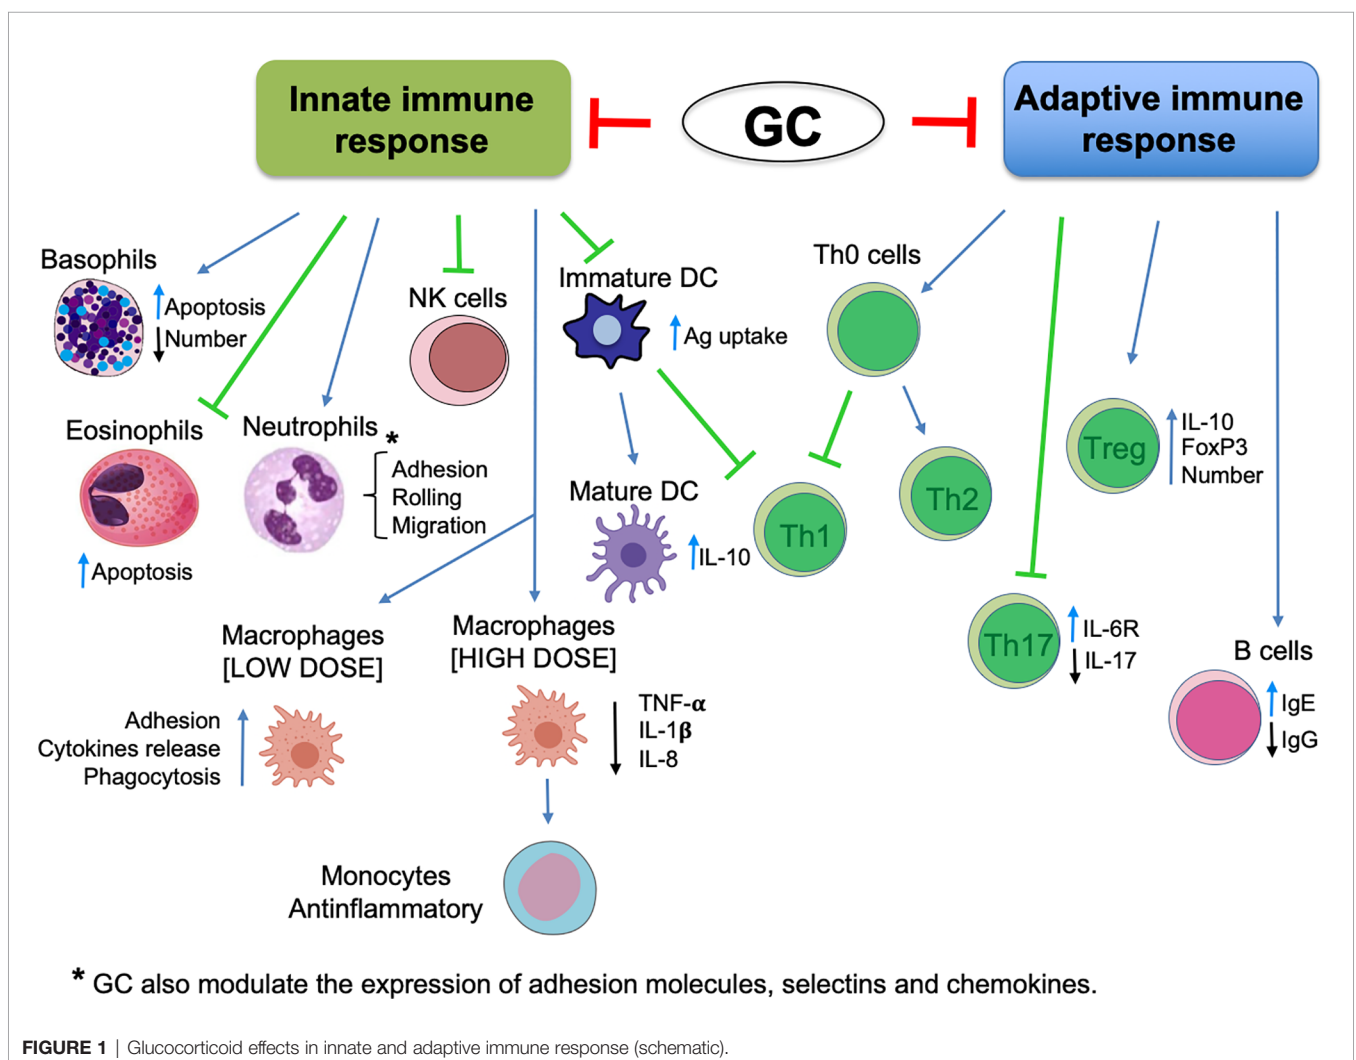 Innate immune
response
GC
Adaptive immune
response
Basophils
Apoptosis
Number
Eosinophils
Apoptosis
Neutrophils *
Adhesion
Rolling
Migration
NK cells
Immature DC
Ag uptake
Mature DC
IL-10
Th0 cells
Th1
Th2
Treg
IL-10
FoxP3
Number
Th17
IL-6R
IL-17
B cells
IgE
IgG
Macrophages
[LOW DOSE]
Adhesion
Cytokines release
Phagocytosis
Macrophages
[HIGH DOSE]
TNF-α
IL-1β
IL-8
Monocytes
Antinflammatory
* GC also modulate the expression of adhesion molecules, selectins and chemokines.
FIGURE 1 | Glucocorticoid effects in innate and adaptive immune response (schematic).